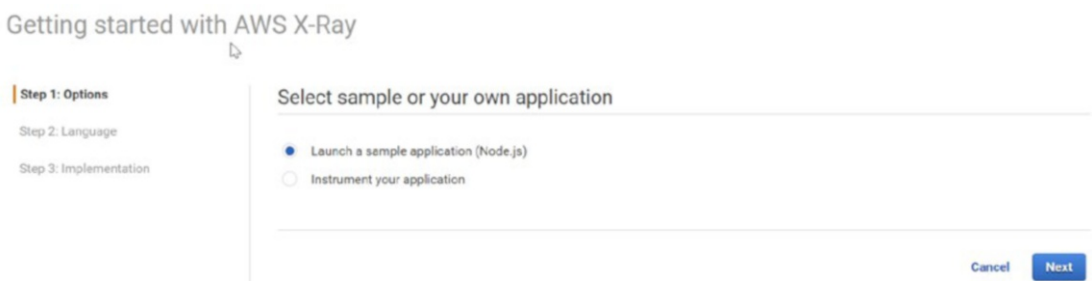 Getting started with AWS X-Ray
Step 1: Options
Step 2: Language
Step 3: Implementation
Select sample or your own application
Launch a sample application (Node.js)
Instrument your application
Cancel
Next